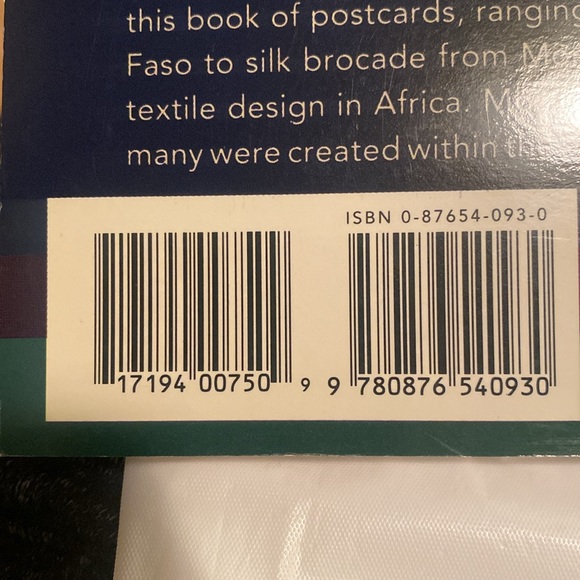 this book of postcards, ranging
Faso to silk brocade from
textile design in Africa.
many were created within
ISBN 0-87654-093-0
17194 00750 9
9 780876 540930